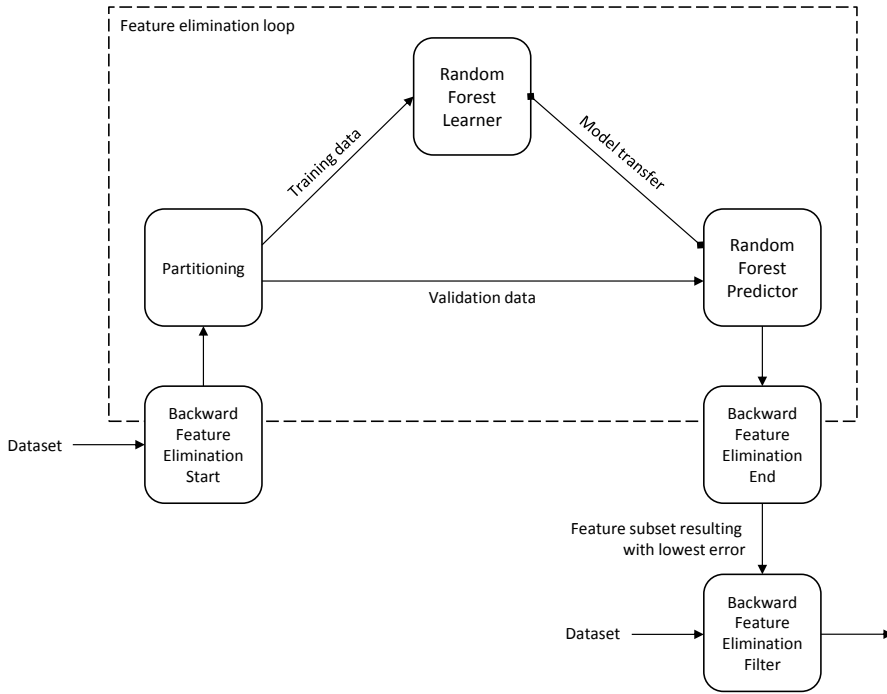 Feature elimination loop
Random
Forest
Learner
Training data
Model transfer
Partitioning
Random
Forest
Predictor
Validation data
Backward
Feature
Elimination
Start
Dataset
Backward
Feature
Elimination
End
Feature subset resulting
with lowest error
Backward
Feature
Elimination
Filter
Dataset